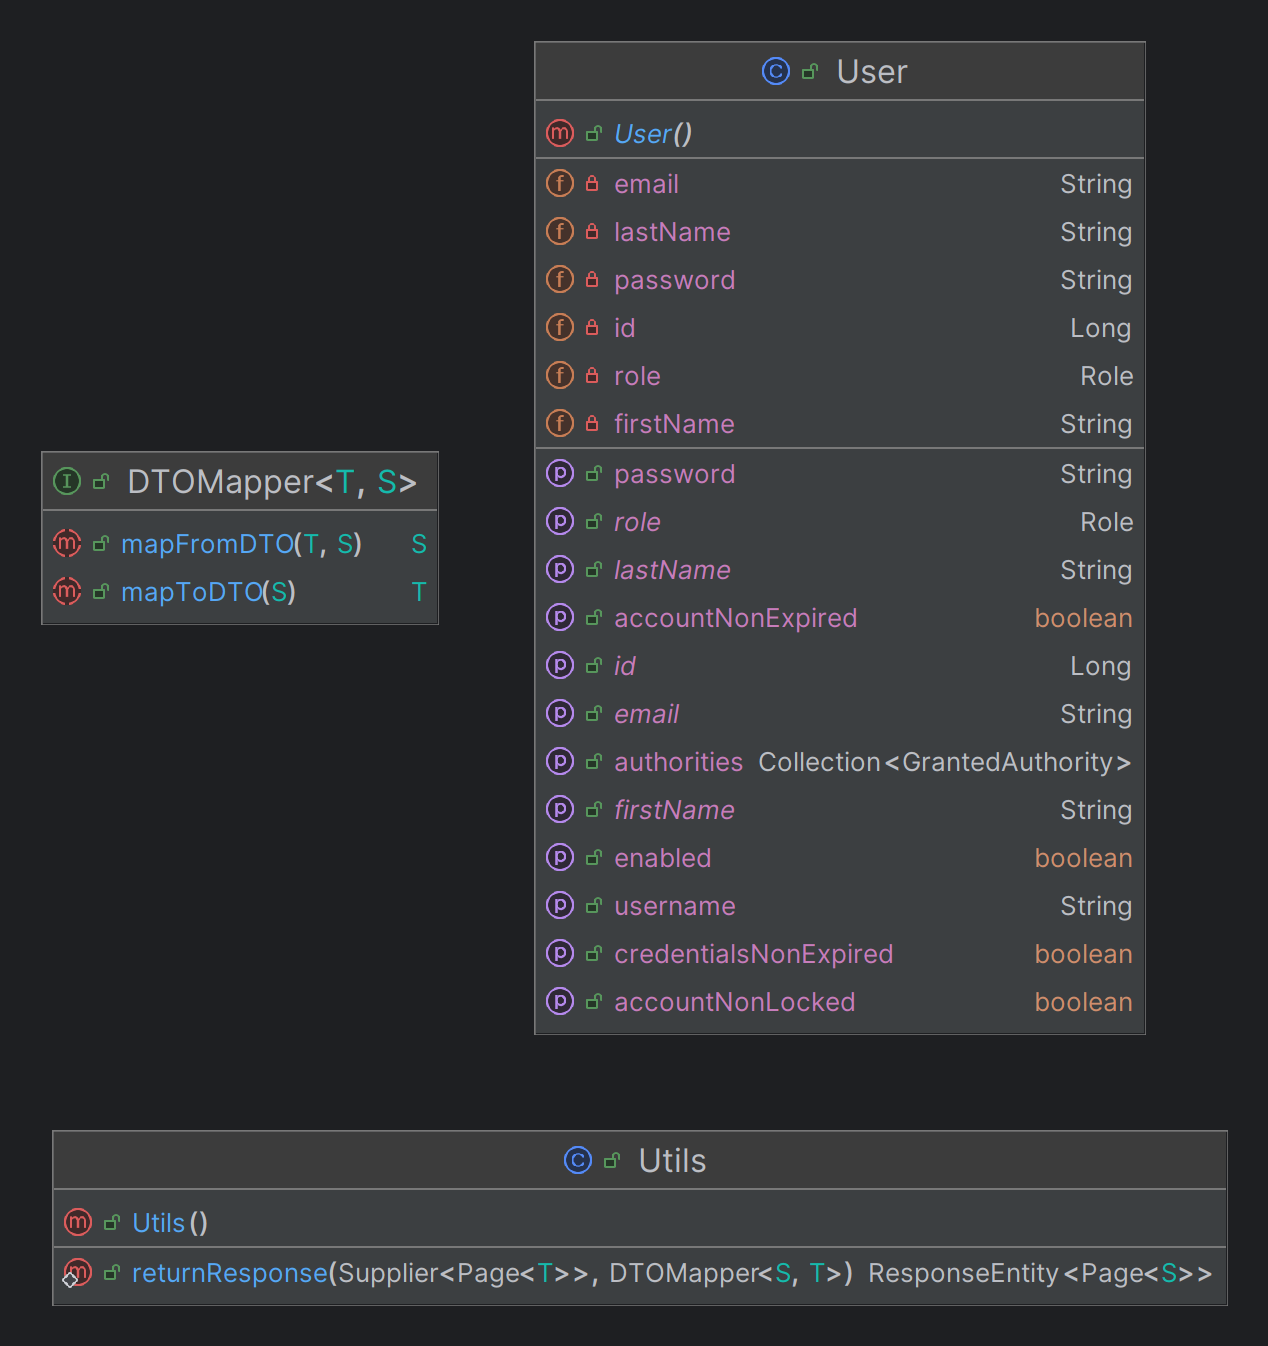 User
User()
email String
lastName String
password String
id Long
role Role
firstName String
password String
role Role
lastName String
accountNonExpired boolean
id Long
email String
authorities Collection<GrantedAuthority>
firstName String
enabled boolean
username String
credentialsNonExpired boolean
accountNonLocked boolean
DTOMapper<T, S>
mapFromDTO(T, S) S
mapToDTO(S) T
Utils
Utils()
returnResponse(Supplier<Page<T>>, DTOMapper<S, T>) ResponseEntity<Page<S>>